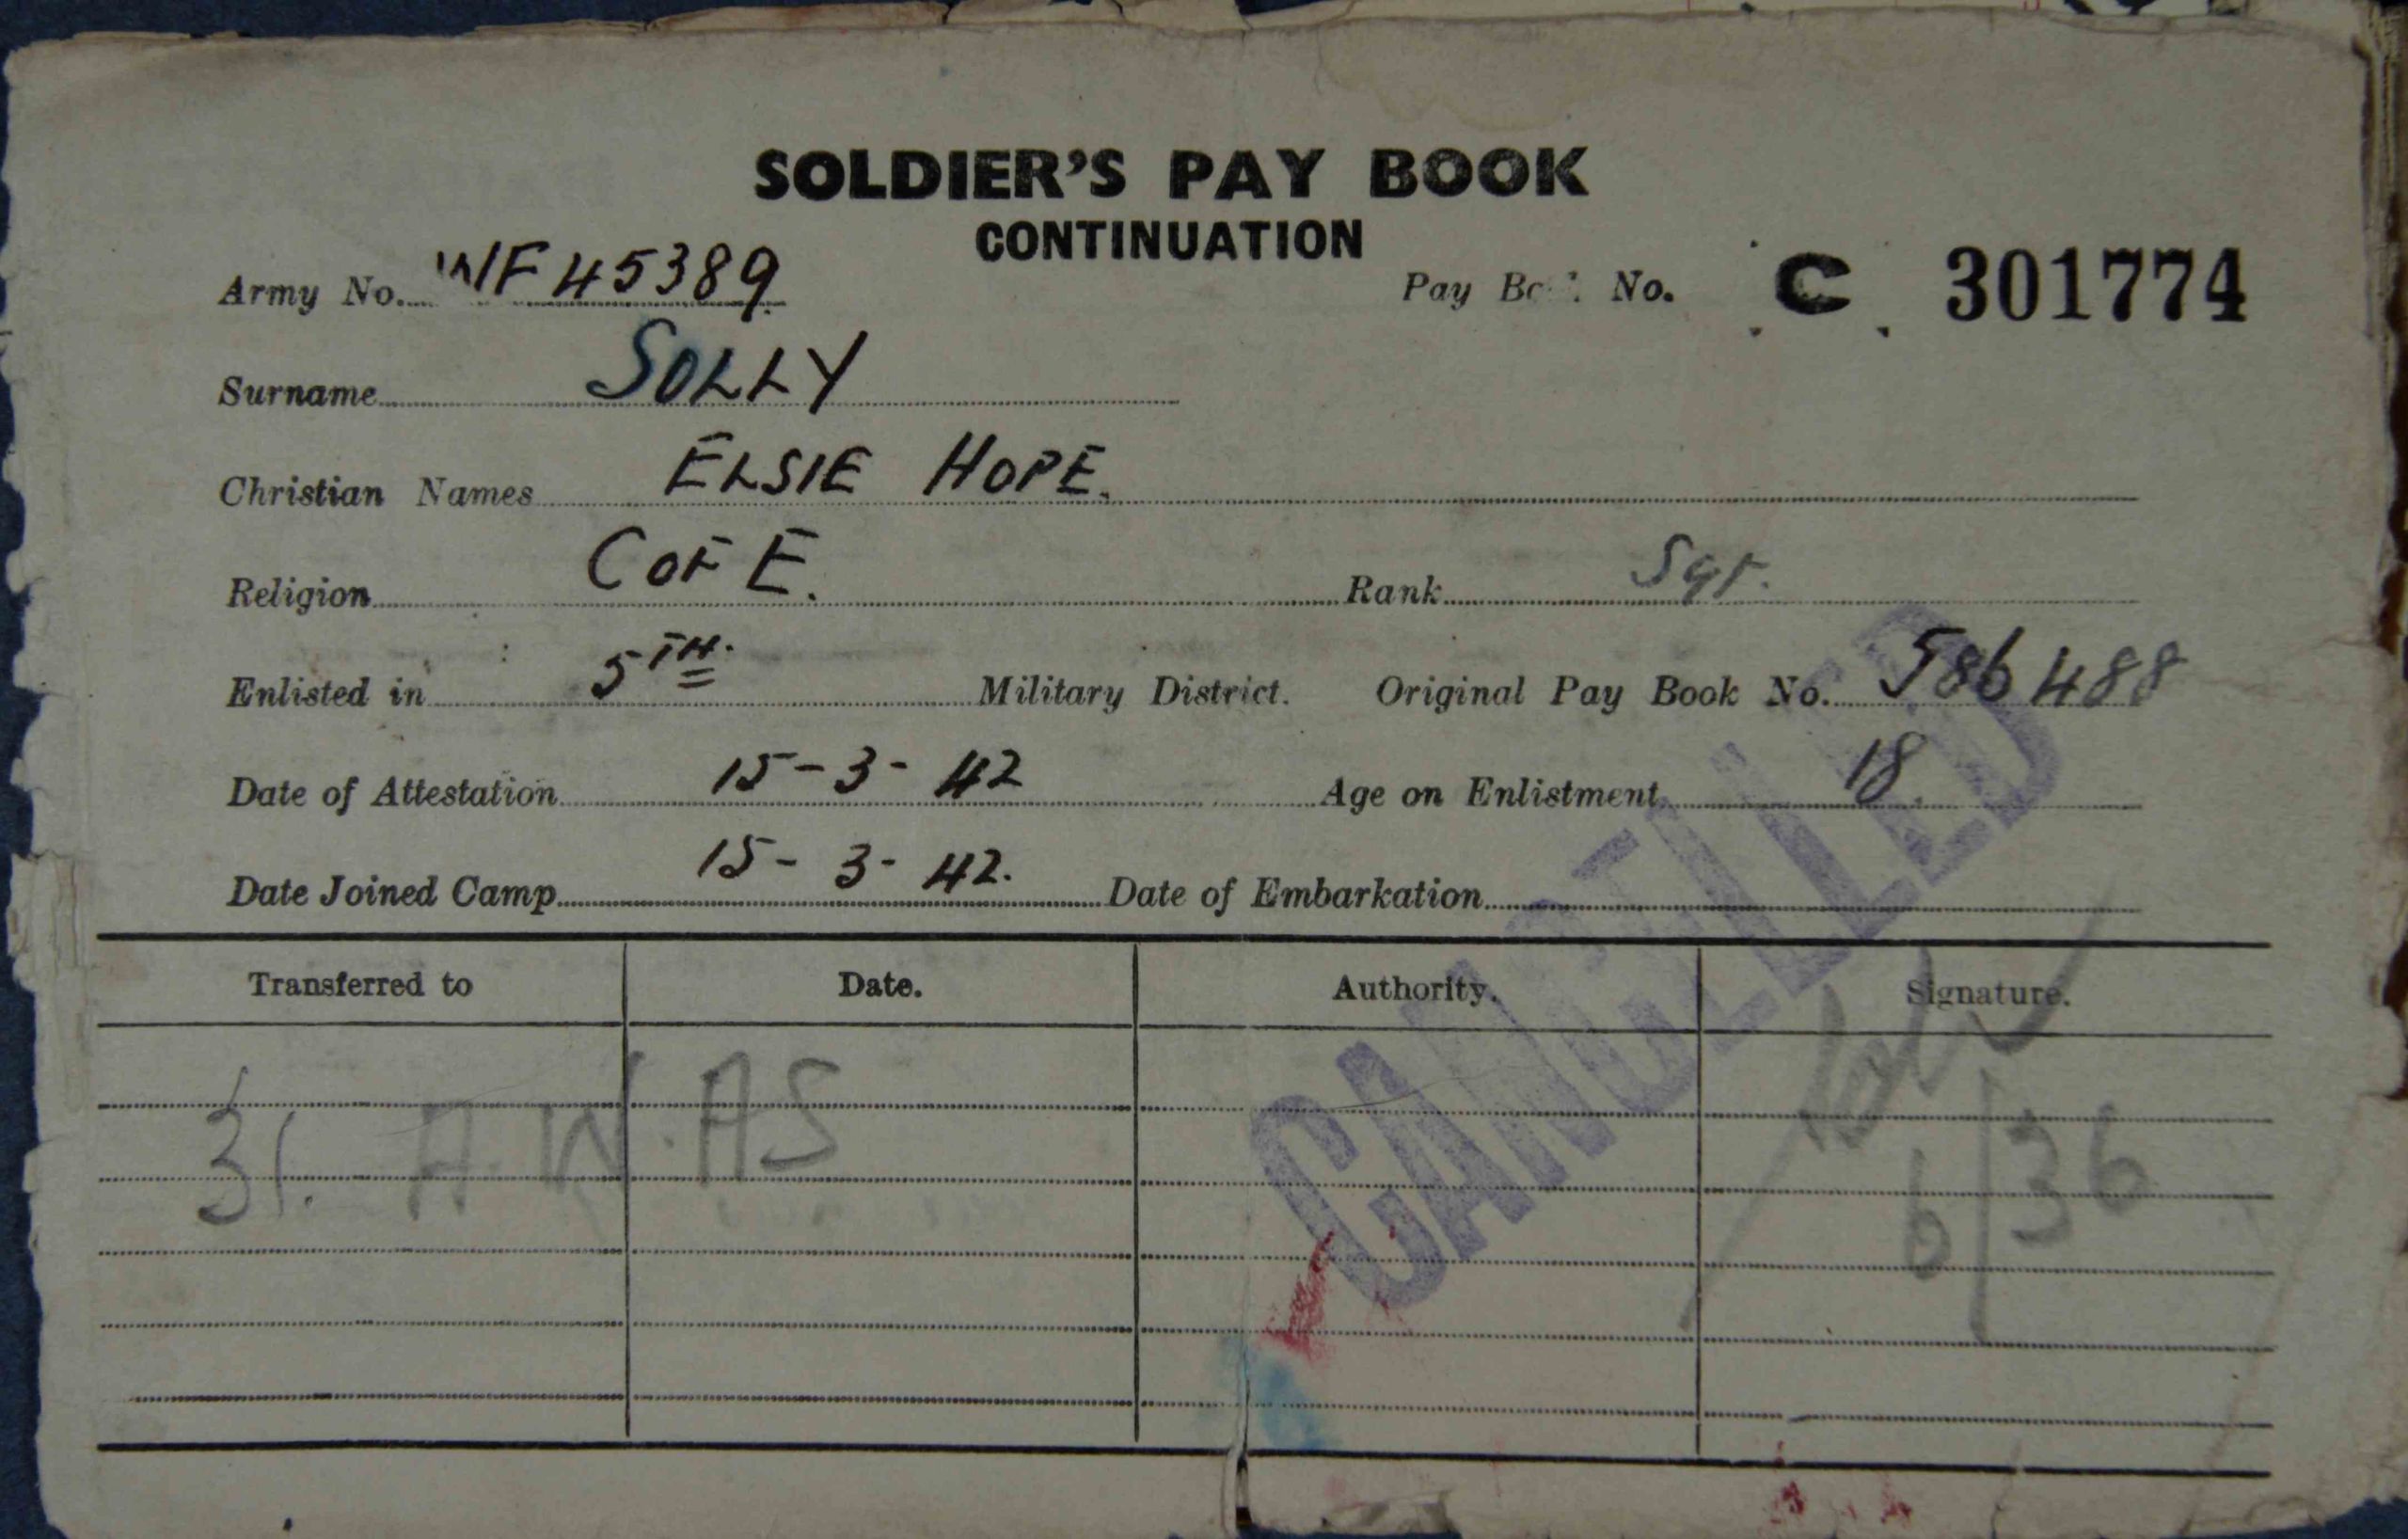 SOLDIER'S PAY BOOK
CONTINUATION
Army No. WF45389 Pay No. C 301774
Surname SOLLY
Christian Names ELSIE HOPE.
Religion C OF E. Rank Sgt.
Enlisted in 5TH. Military District. Original Pay Book No. 586488
Date of Attestation 15-3-42 Age on Enlistment 18.
Date Joined Camp 15-3-42. Date of Embarkation
Transferred to Date. Authority. Signature.
31. A.W.AS
6/36
CANCELLED